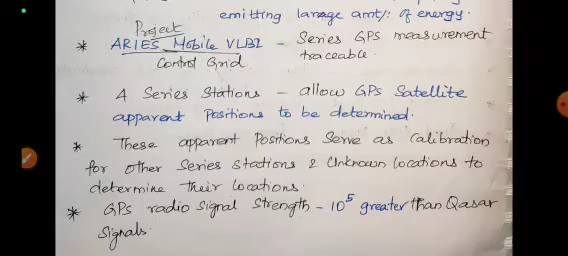 emitting larage amt/: of energy.
Project
* ARIES Mobile VLBI - Series GPS measurement
traceable.
Control Grid
* 4 Series Stations - allow GPs Satellite
apparent Positions to be determined.
* These apparent Positions Serve as Calibration
for other Series Stations & Unknown locations to
determine their locations.
* GPs radio Signal Strength - 10⁵ greater than Qasar
Signals.